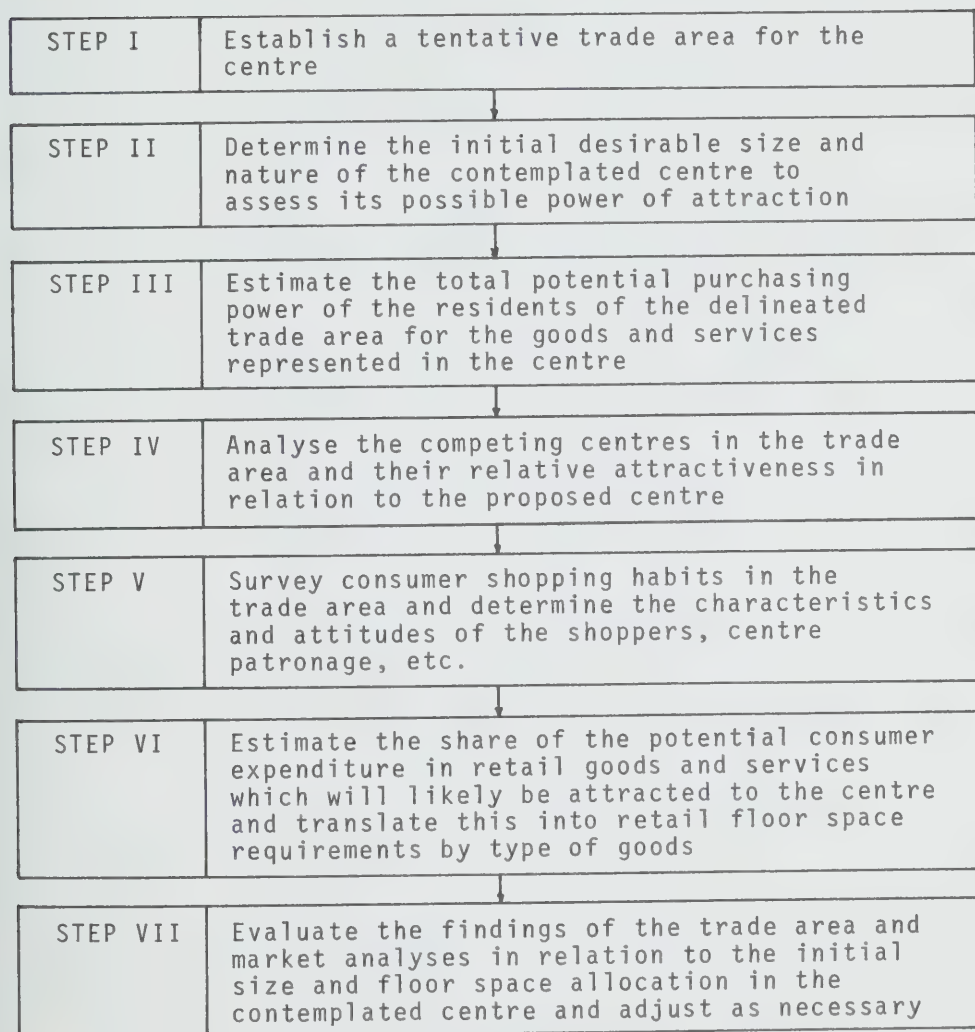 STEP I
Establish a tentative trade area for the
centre
STEP II
Determine the initial desirable size and
nature of the contemplated centre to
assess its possible power of attraction
STEP III
Estimate the total potential purchasing
power of the residents of the delineated
trade area for the goods and services
represented in the centre
STEP IV
Analyse the competing centres in the trade
area and their relative attractiveness in
relation to the proposed centre
STEP V
Survey consumer shopping habits in the
trade area and determine the characteristics
and attitudes of the shoppers, centre
patronage, etc.
STEP VI
Estimate the share of the potential consumer
expenditure in retail goods and services
which will likely be attracted to the centre
and translate this into retail floor space
requirements by type of goods
STEP VII
Evaluate the findings of the trade area and
market analyses in relation to the initial
size and floor space allocation in the
contemplated centre and adjust as necessary